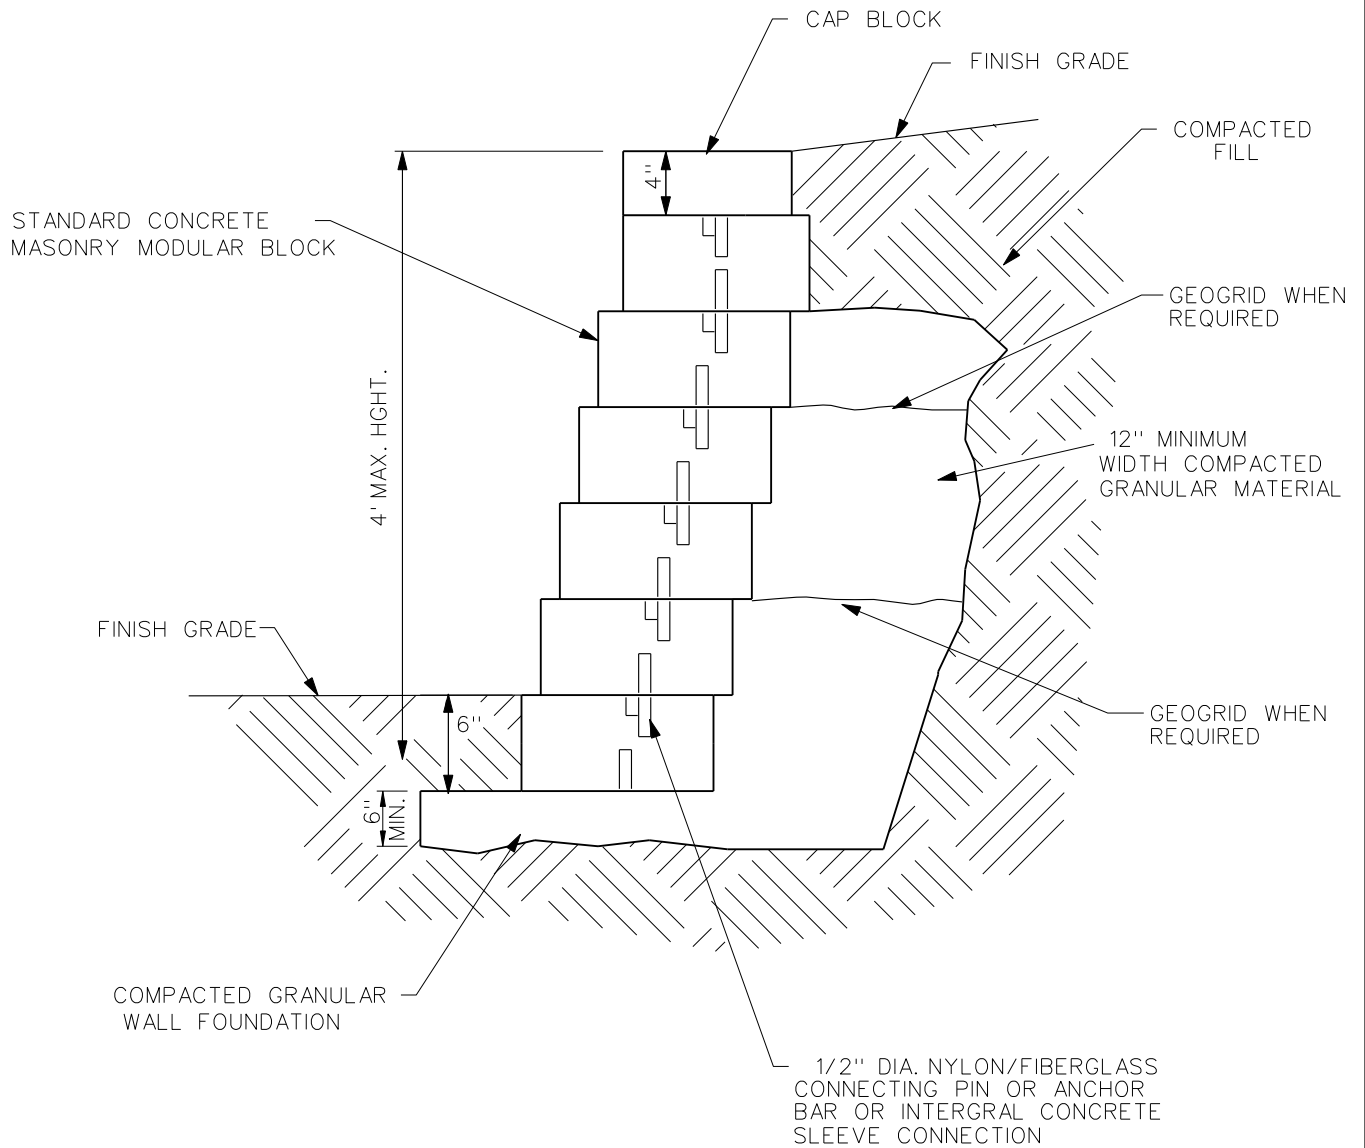 CAP BLOCK
FINISH GRADE
COMPACTED
FILL
4"
STANDARD CONCRETE
MASONRY MODULAR BLOCK
GEOGRID WHEN
REQUIRED
4' MAX. HGHT.
12" MINIMUM
WIDTH COMPACTED
GRANULAR MATERIAL
FINISH GRADE
6"
GEOGRID WHEN
REQUIRED
6"
MIN.
COMPACTED GRANULAR
WALL FOUNDATION
1/2" DIA. NYLON/FIBERGLASS
CONNECTING PIN OR ANCHOR
BAR OR INTERGRAL CONCRETE
SLEEVE CONNECTION